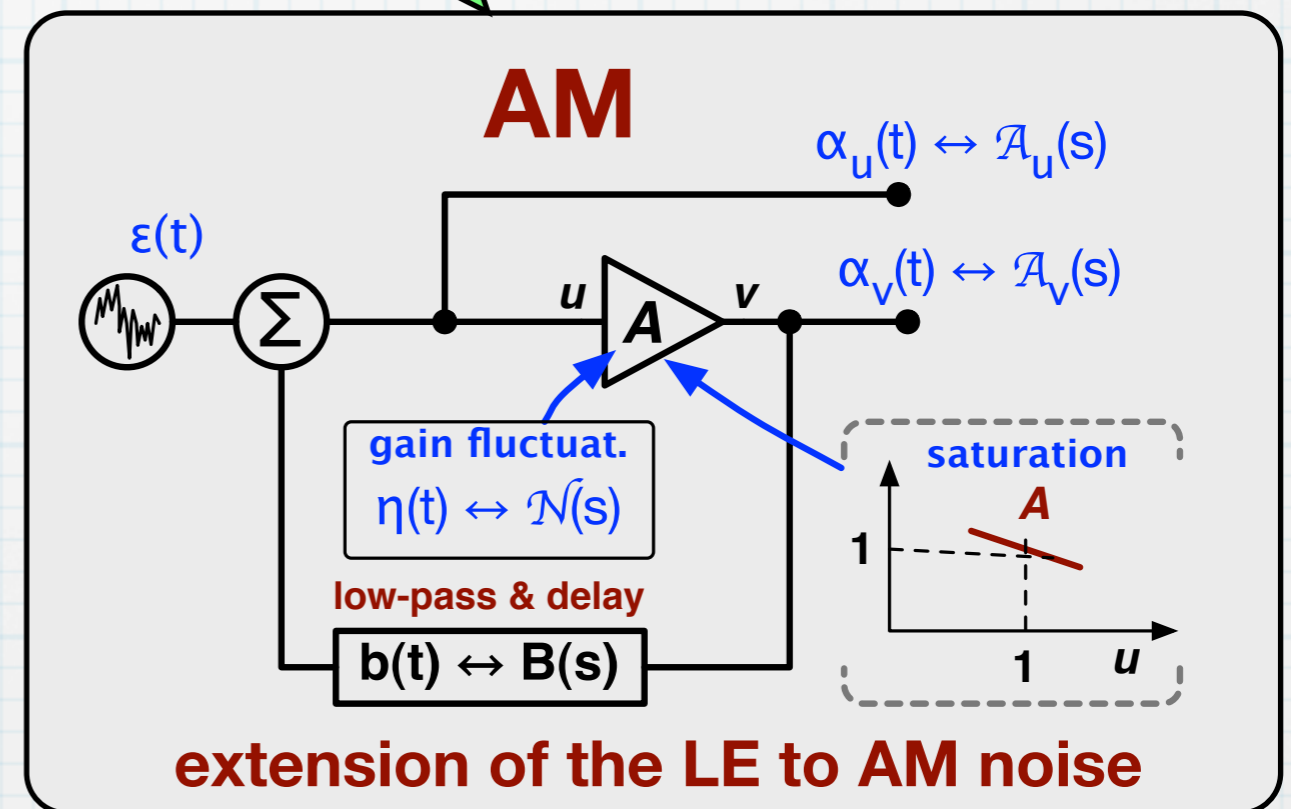 AM
αu(t) ↔ 𝒜u(s)
ε(t)
αv(t) ↔ 𝒜v(s)
Σ
u
A
v
gain fluctuat.
η(t) ↔ 𝒩(s)
saturation
A
1
1
u
low-pass & delay
b(t) ↔ B(s)
extension of the LE to AM noise